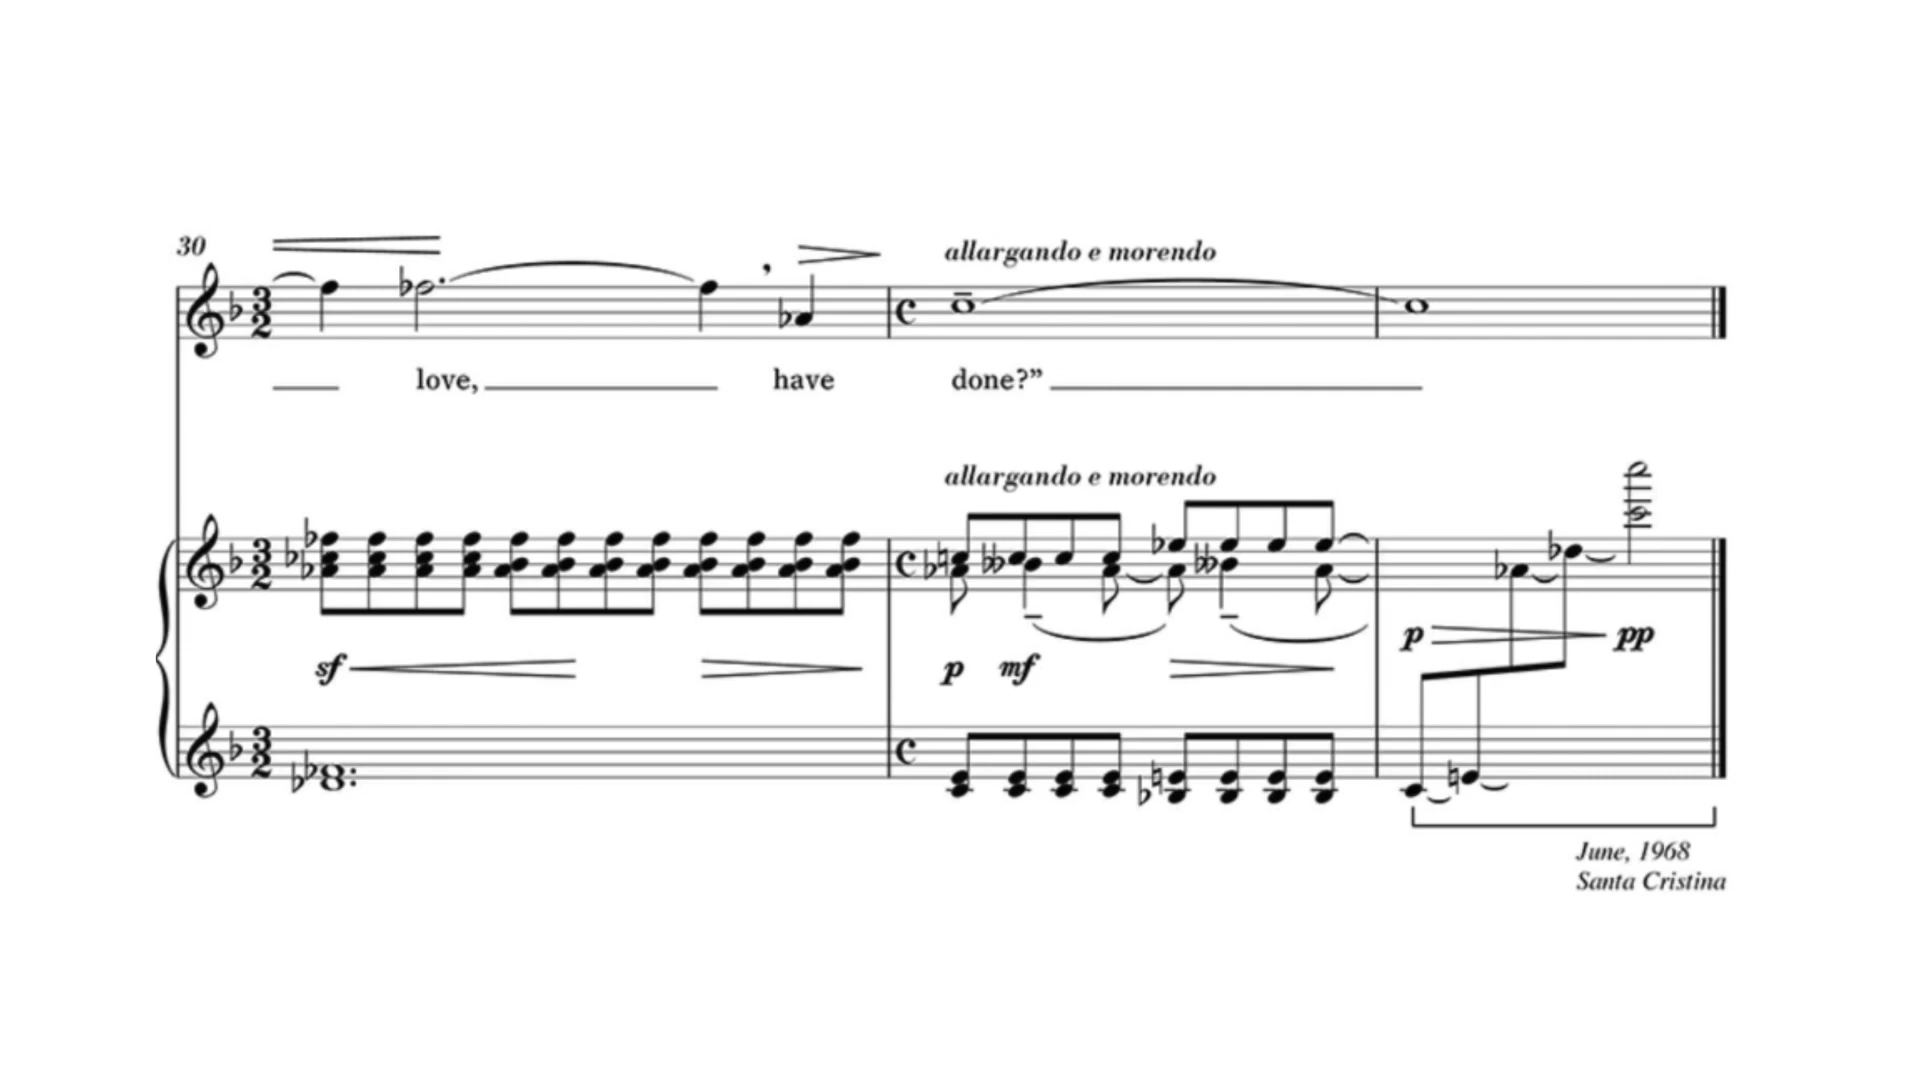 30
allargando e morendo
love, have done?”
allargando e morendo
sf p mf p pp
June, 1968
Santa Cristina